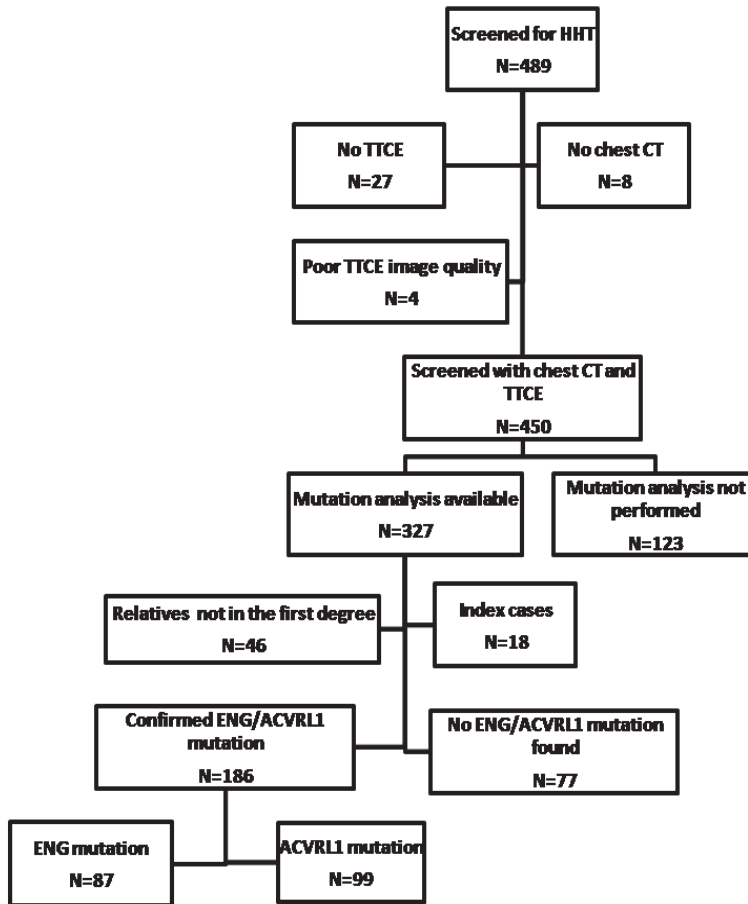 Screened for HHT
N=489
No TTCE
N=27
No chest CT
N=8
Poor TTCE image quality
N=4
Screened with chest CT and
TTCE
N=450
Mutation analysis available
N=327
Mutation analysis not
performed
N=123
Relatives not in the first degree
N=46
Index cases
N=18
Confirmed ENG/ACVRL1
mutation
N=186
No ENG/ACVRL1 mutation
found
N=77
ENG mutation
N=87
ACVRL1 mutation
N=99